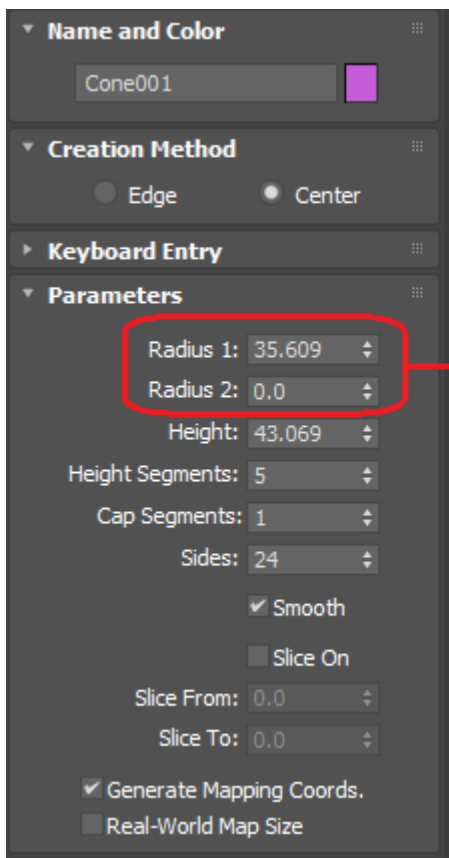 Name and Color
Cone001
Creation Method
Edge Center
Keyboard Entry
Parameters
Radius 1: 35.609
Radius 2: 0.0
Height: 43.069
Height Segments: 5
Cap Segments: 1
Sides: 24
Smooth
Slice On
Slice From: 0.0
Slice To: 0.0
Generate Mapping Coords.
Real-World Map Size